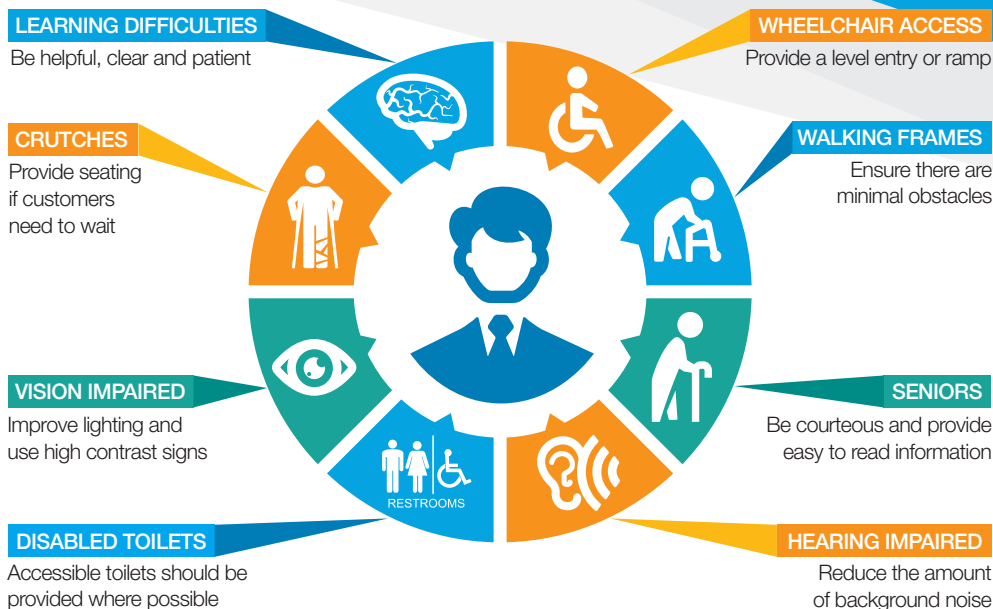 LEARNING DIFFICULTIES
Be helpful, clear and patient
WHEELCHAIR ACCESS
Provide a level entry or ramp
CRUTCHES
Provide seating
if customers
need to wait
WALKING FRAMES
Ensure there are
minimal obstacles
VISION IMPAIRED
Improve lighting and
use high contrast signs
SENIORS
Be courteous and provide
easy to read information
RESTROOMS
DISABLED TOILETS
Accessible toilets should be
provided where possible
HEARING IMPAIRED
Reduce the amount
of background noise